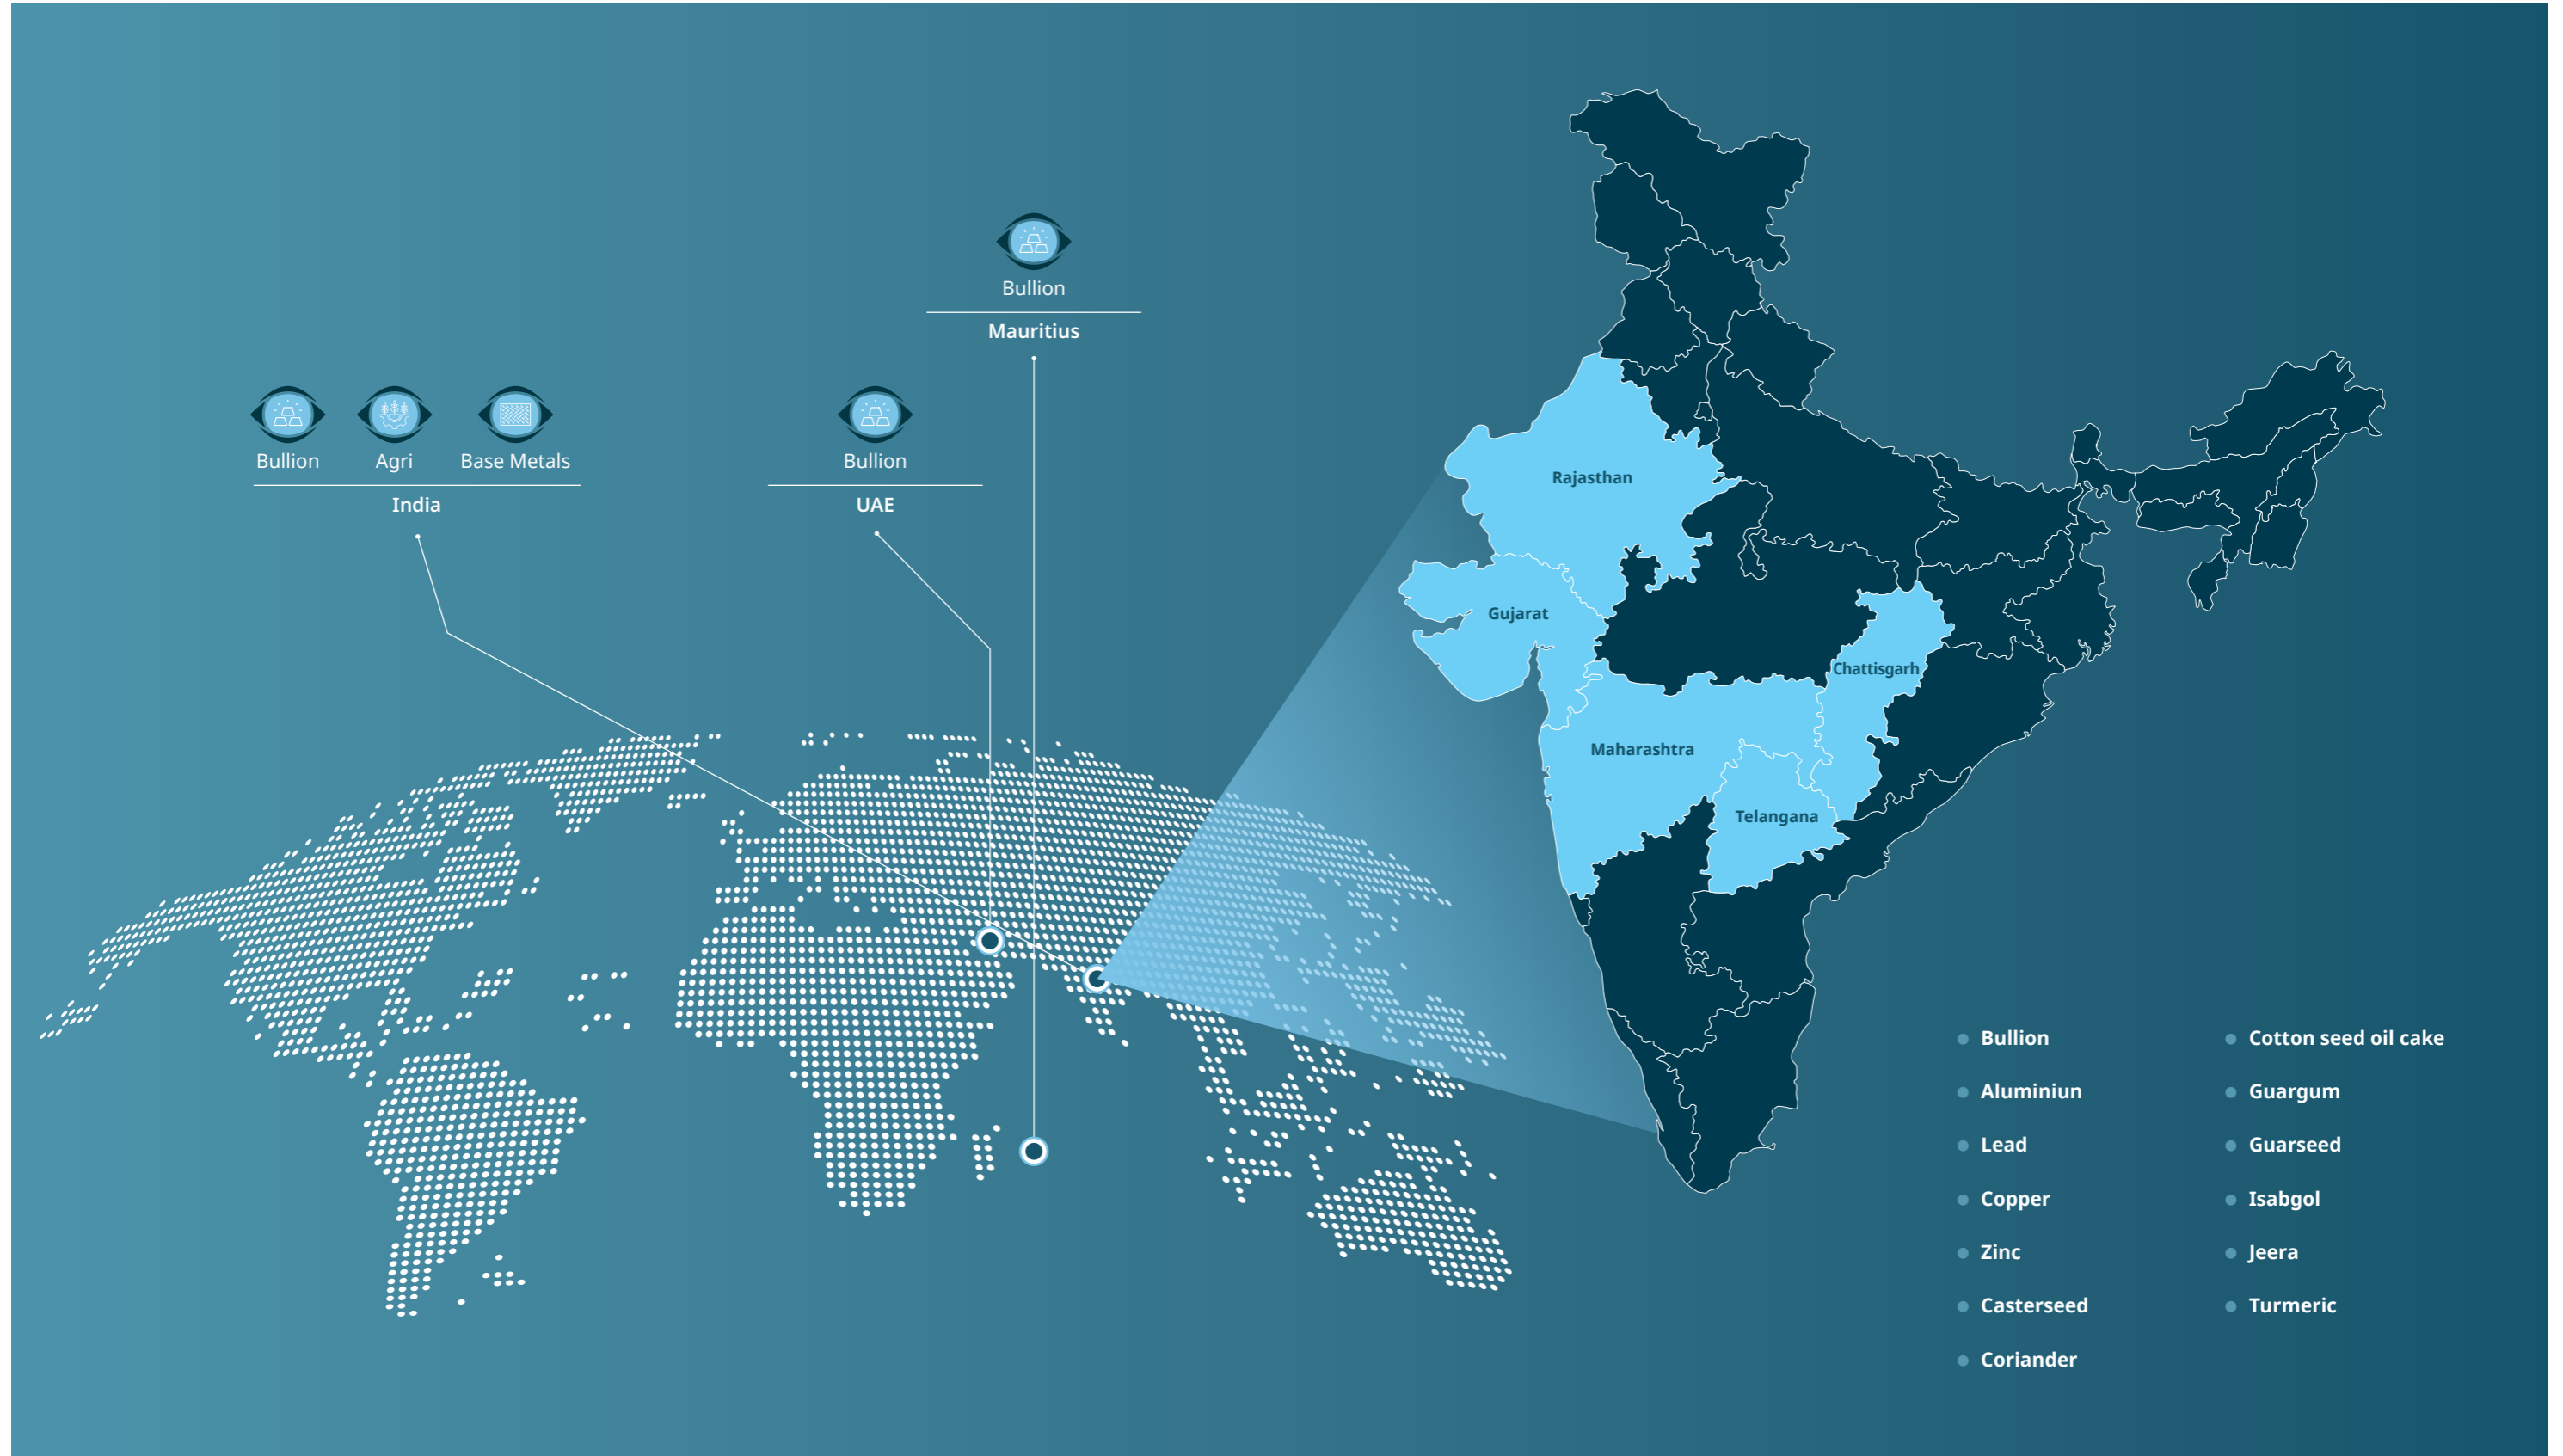 Bullion
Mauritius
Bullion Agri Base Metals
India
Bullion
UAE
Rajasthan
Gujarat
Chattisgarh
Maharashtra
Telangana
Bullion
Aluminiun
Lead
Copper
Zinc
Casterseed
Coriander
Cotton seed oil cake
Guargum
Guarseed
Isabgol
Jeera
Turmeric